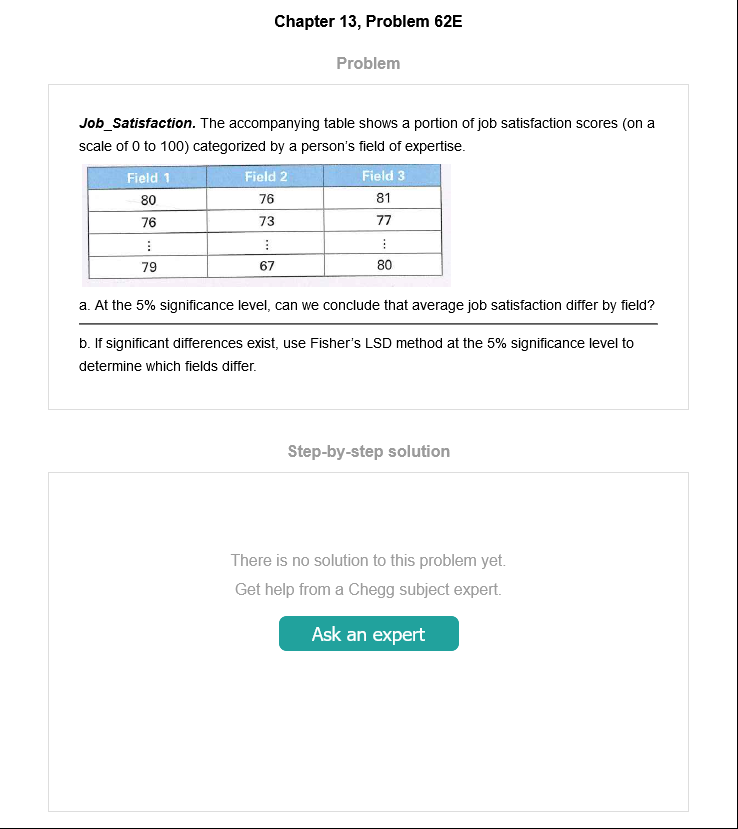 Chapter 13, Problem 62E
Problem
Job_Satisfaction. The accompanying table shows a portion of job satisfaction scores (on a
scale of 0 to 100) categorized by a person's field of expertise.
Field 1 Field 2 Field 3
80 76 81
76 73 77
⋮ ⋮ ⋮
79 67 80
a. At the 5% significance level, can we conclude that average job satisfaction differ by field?
b. If significant differences exist, use Fisher's LSD method at the 5% significance level to
determine which fields differ.
Step-by-step solution
There is no solution to this problem yet.
Get help from a Chegg subject expert.
Ask an expert